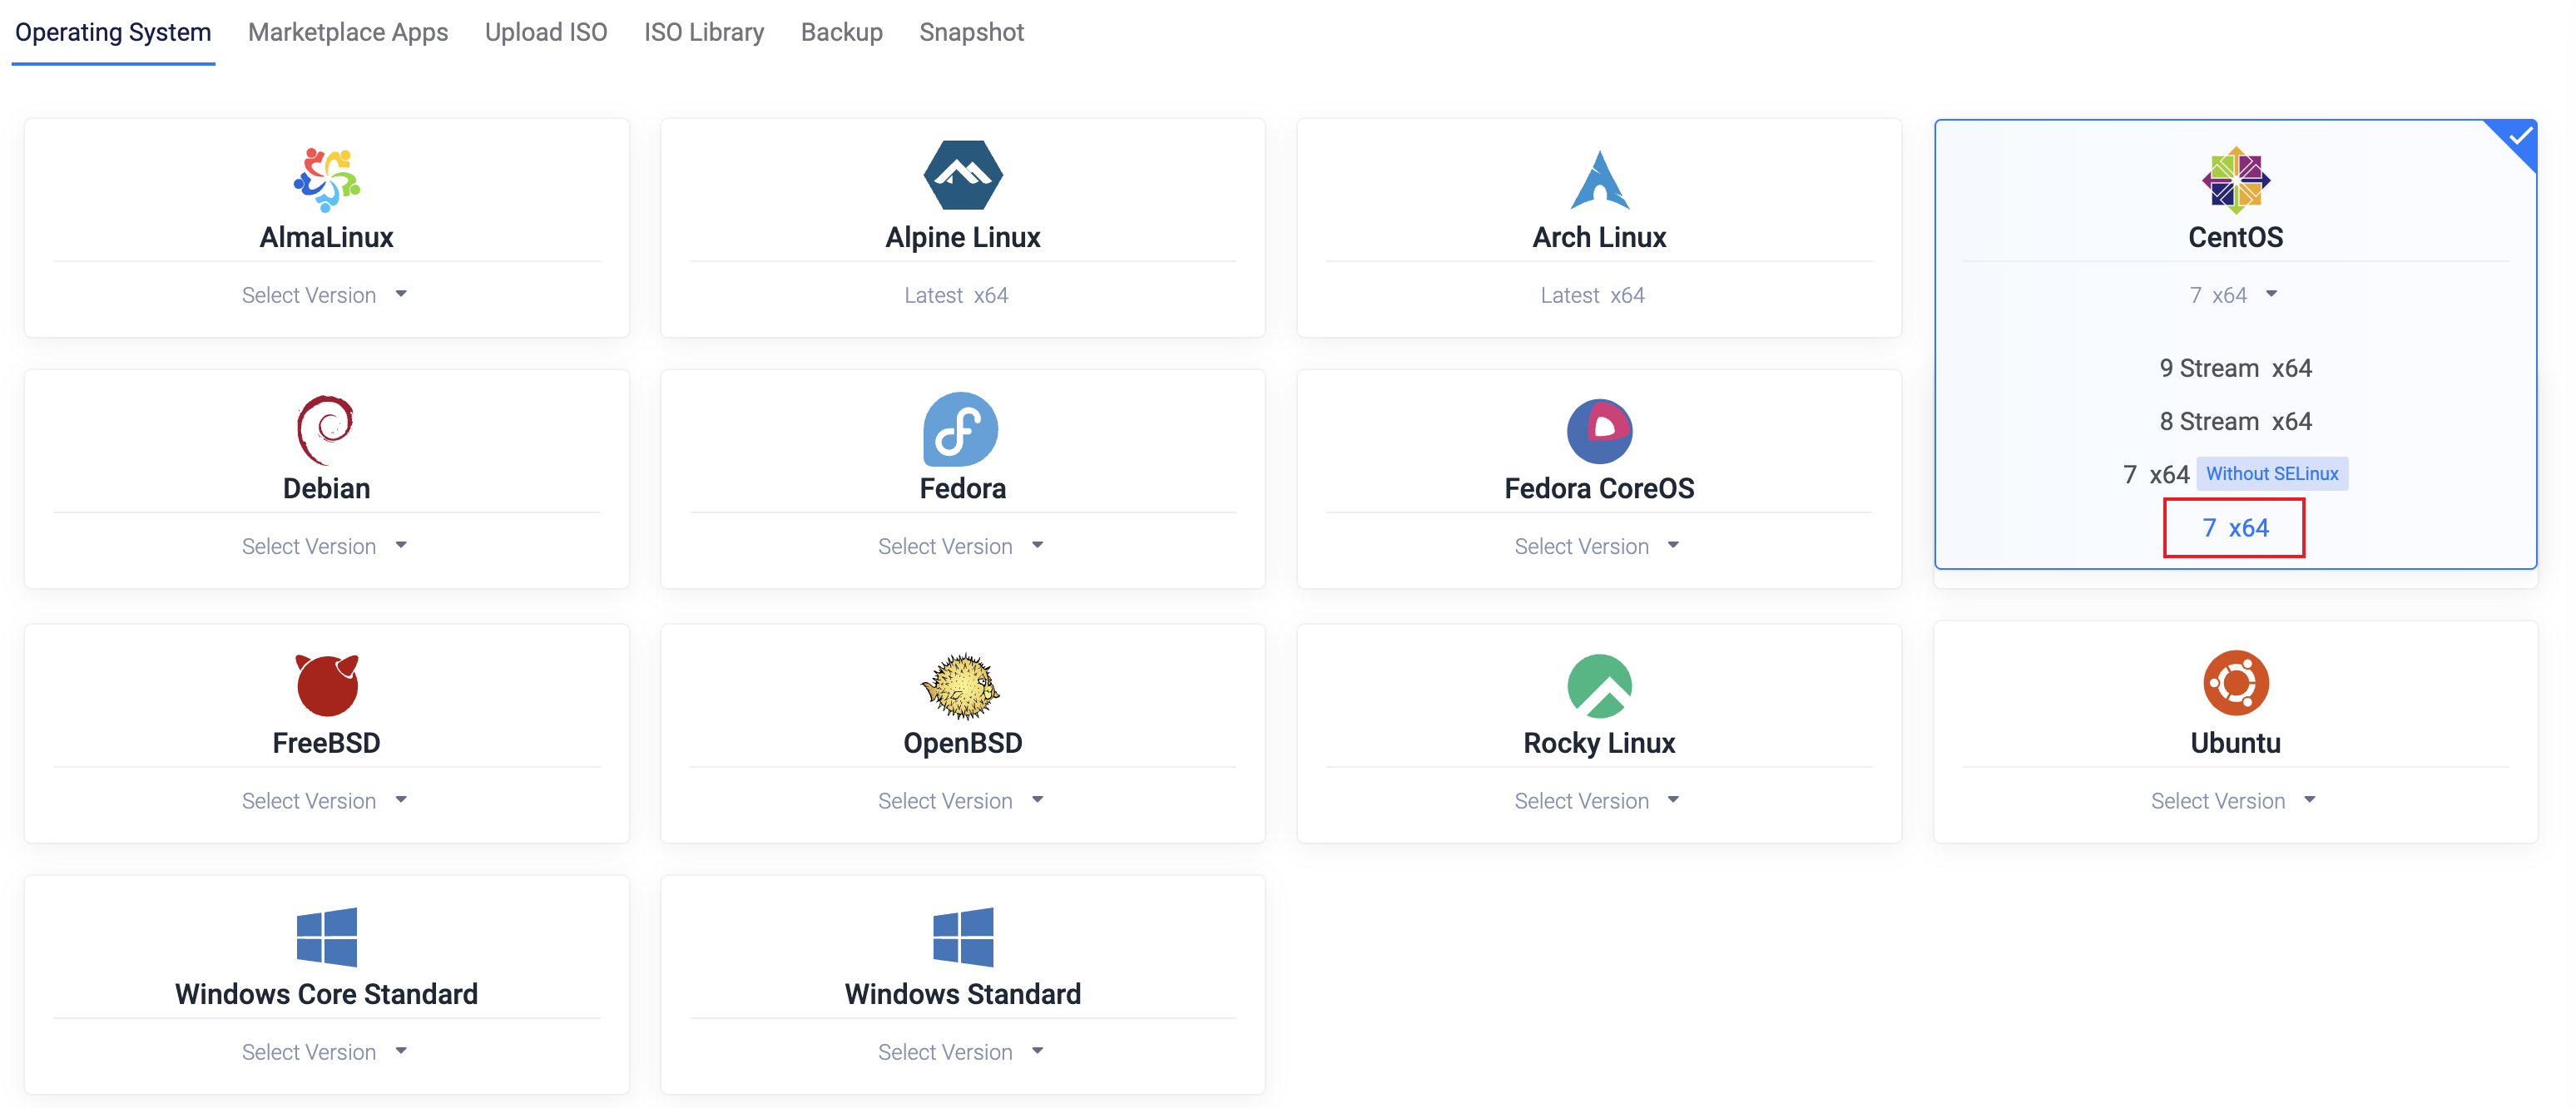 Operating System Marketplace Apps Upload ISO ISO Library Backup Snapshot
AlmaLinux
Select Version
Alpine Linux
Latest x64
Arch Linux
Latest x64
CentOS
7 x64
9 Stream x64
8 Stream x64
7 x64 Without SELinux
7 x64
Debian
Select Version
Fedora
Select Version
Fedora CoreOS
Select Version
FreeBSD
Select Version
OpenBSD
Select Version
Rocky Linux
Select Version
Ubuntu
Select Version
Windows Core Standard
Select Version
Windows Standard
Select Version